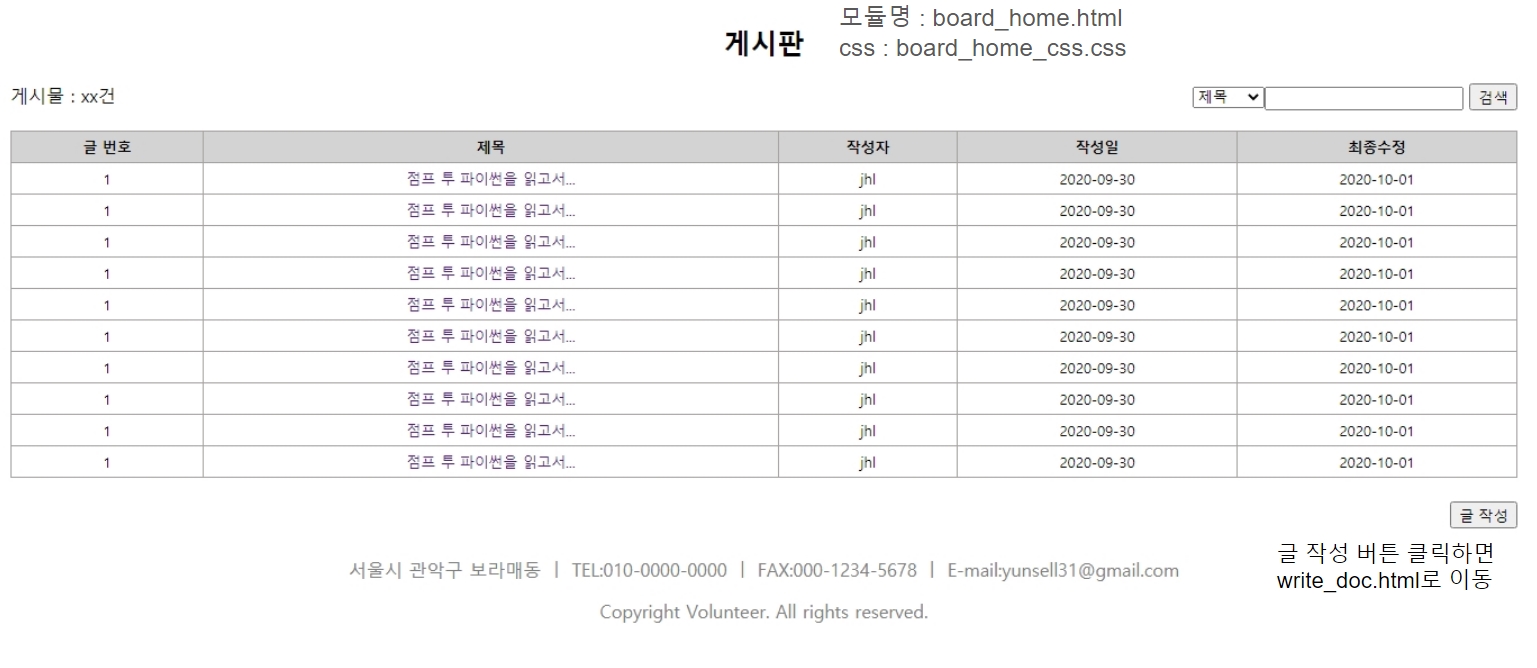 모듈명 : board_home.html
게시판
css : board_home_css.css
게시물 : xx건
제목 검색
글 번호 제목 작성자 작성일 최종수정
1 점프 투 파이썬을 읽고서... jhl 2020-09-30 2020-10-01
1 점프 투 파이썬을 읽고서... jhl 2020-09-30 2020-10-01
1 점프 투 파이썬을 읽고서... jhl 2020-09-30 2020-10-01
1 점프 투 파이썬을 읽고서... jhl 2020-09-30 2020-10-01
1 점프 투 파이썬을 읽고서... jhl 2020-09-30 2020-10-01
1 점프 투 파이썬을 읽고서... jhl 2020-09-30 2020-10-01
1 점프 투 파이썬을 읽고서... jhl 2020-09-30 2020-10-01
1 점프 투 파이썬을 읽고서... jhl 2020-09-30 2020-10-01
1 점프 투 파이썬을 읽고서... jhl 2020-09-30 2020-10-01
1 점프 투 파이썬을 읽고서... jhl 2020-09-30 2020-10-01
글 작성
글 작성 버튼 클릭하면
write_doc.html로 이동
서울시 관악구 보라매동 | TEL:010-0000-0000 | FAX:000-1234-5678 | E-mail:yunsell31@gmail.com
Copyright Volunteer. All rights reserved.